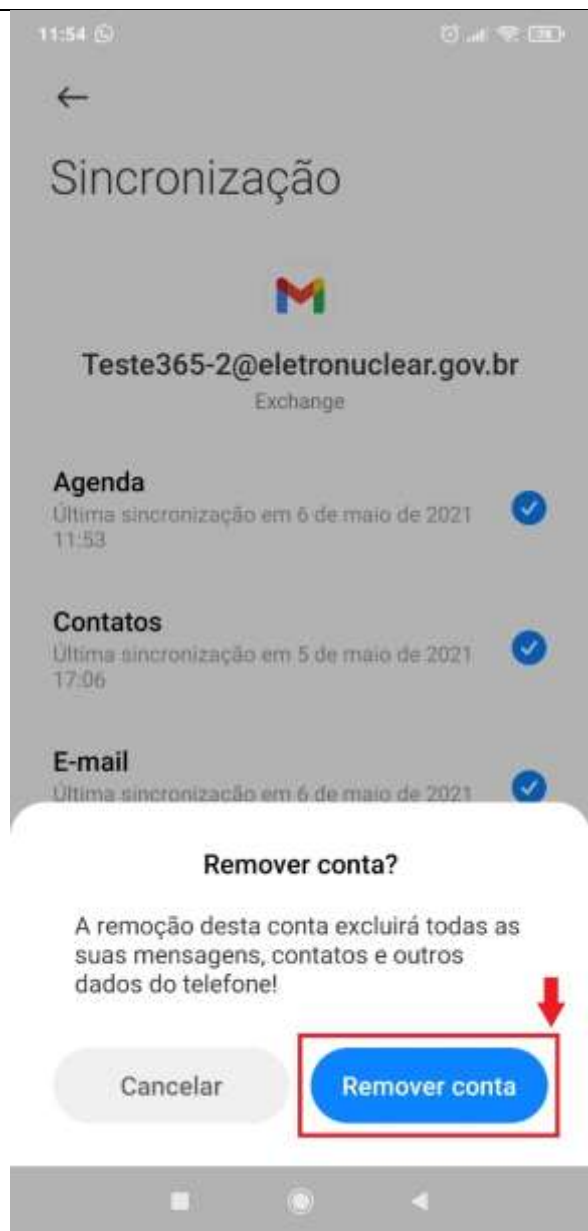 11:54
Sincronização
Teste365-2@eletronuclear.gov.br
Exchange
Agenda
Última sincronização em 6 de maio de 2021
11:53
Contatos
Última sincronização em 5 de maio de 2021
17:06
E-mail
Última sincronização em 6 de maio de 2021
Remover conta?
A remoção desta conta excluirá todas as
suas mensagens, contatos e outros
dados do telefone!
Cancelar
Remover conta